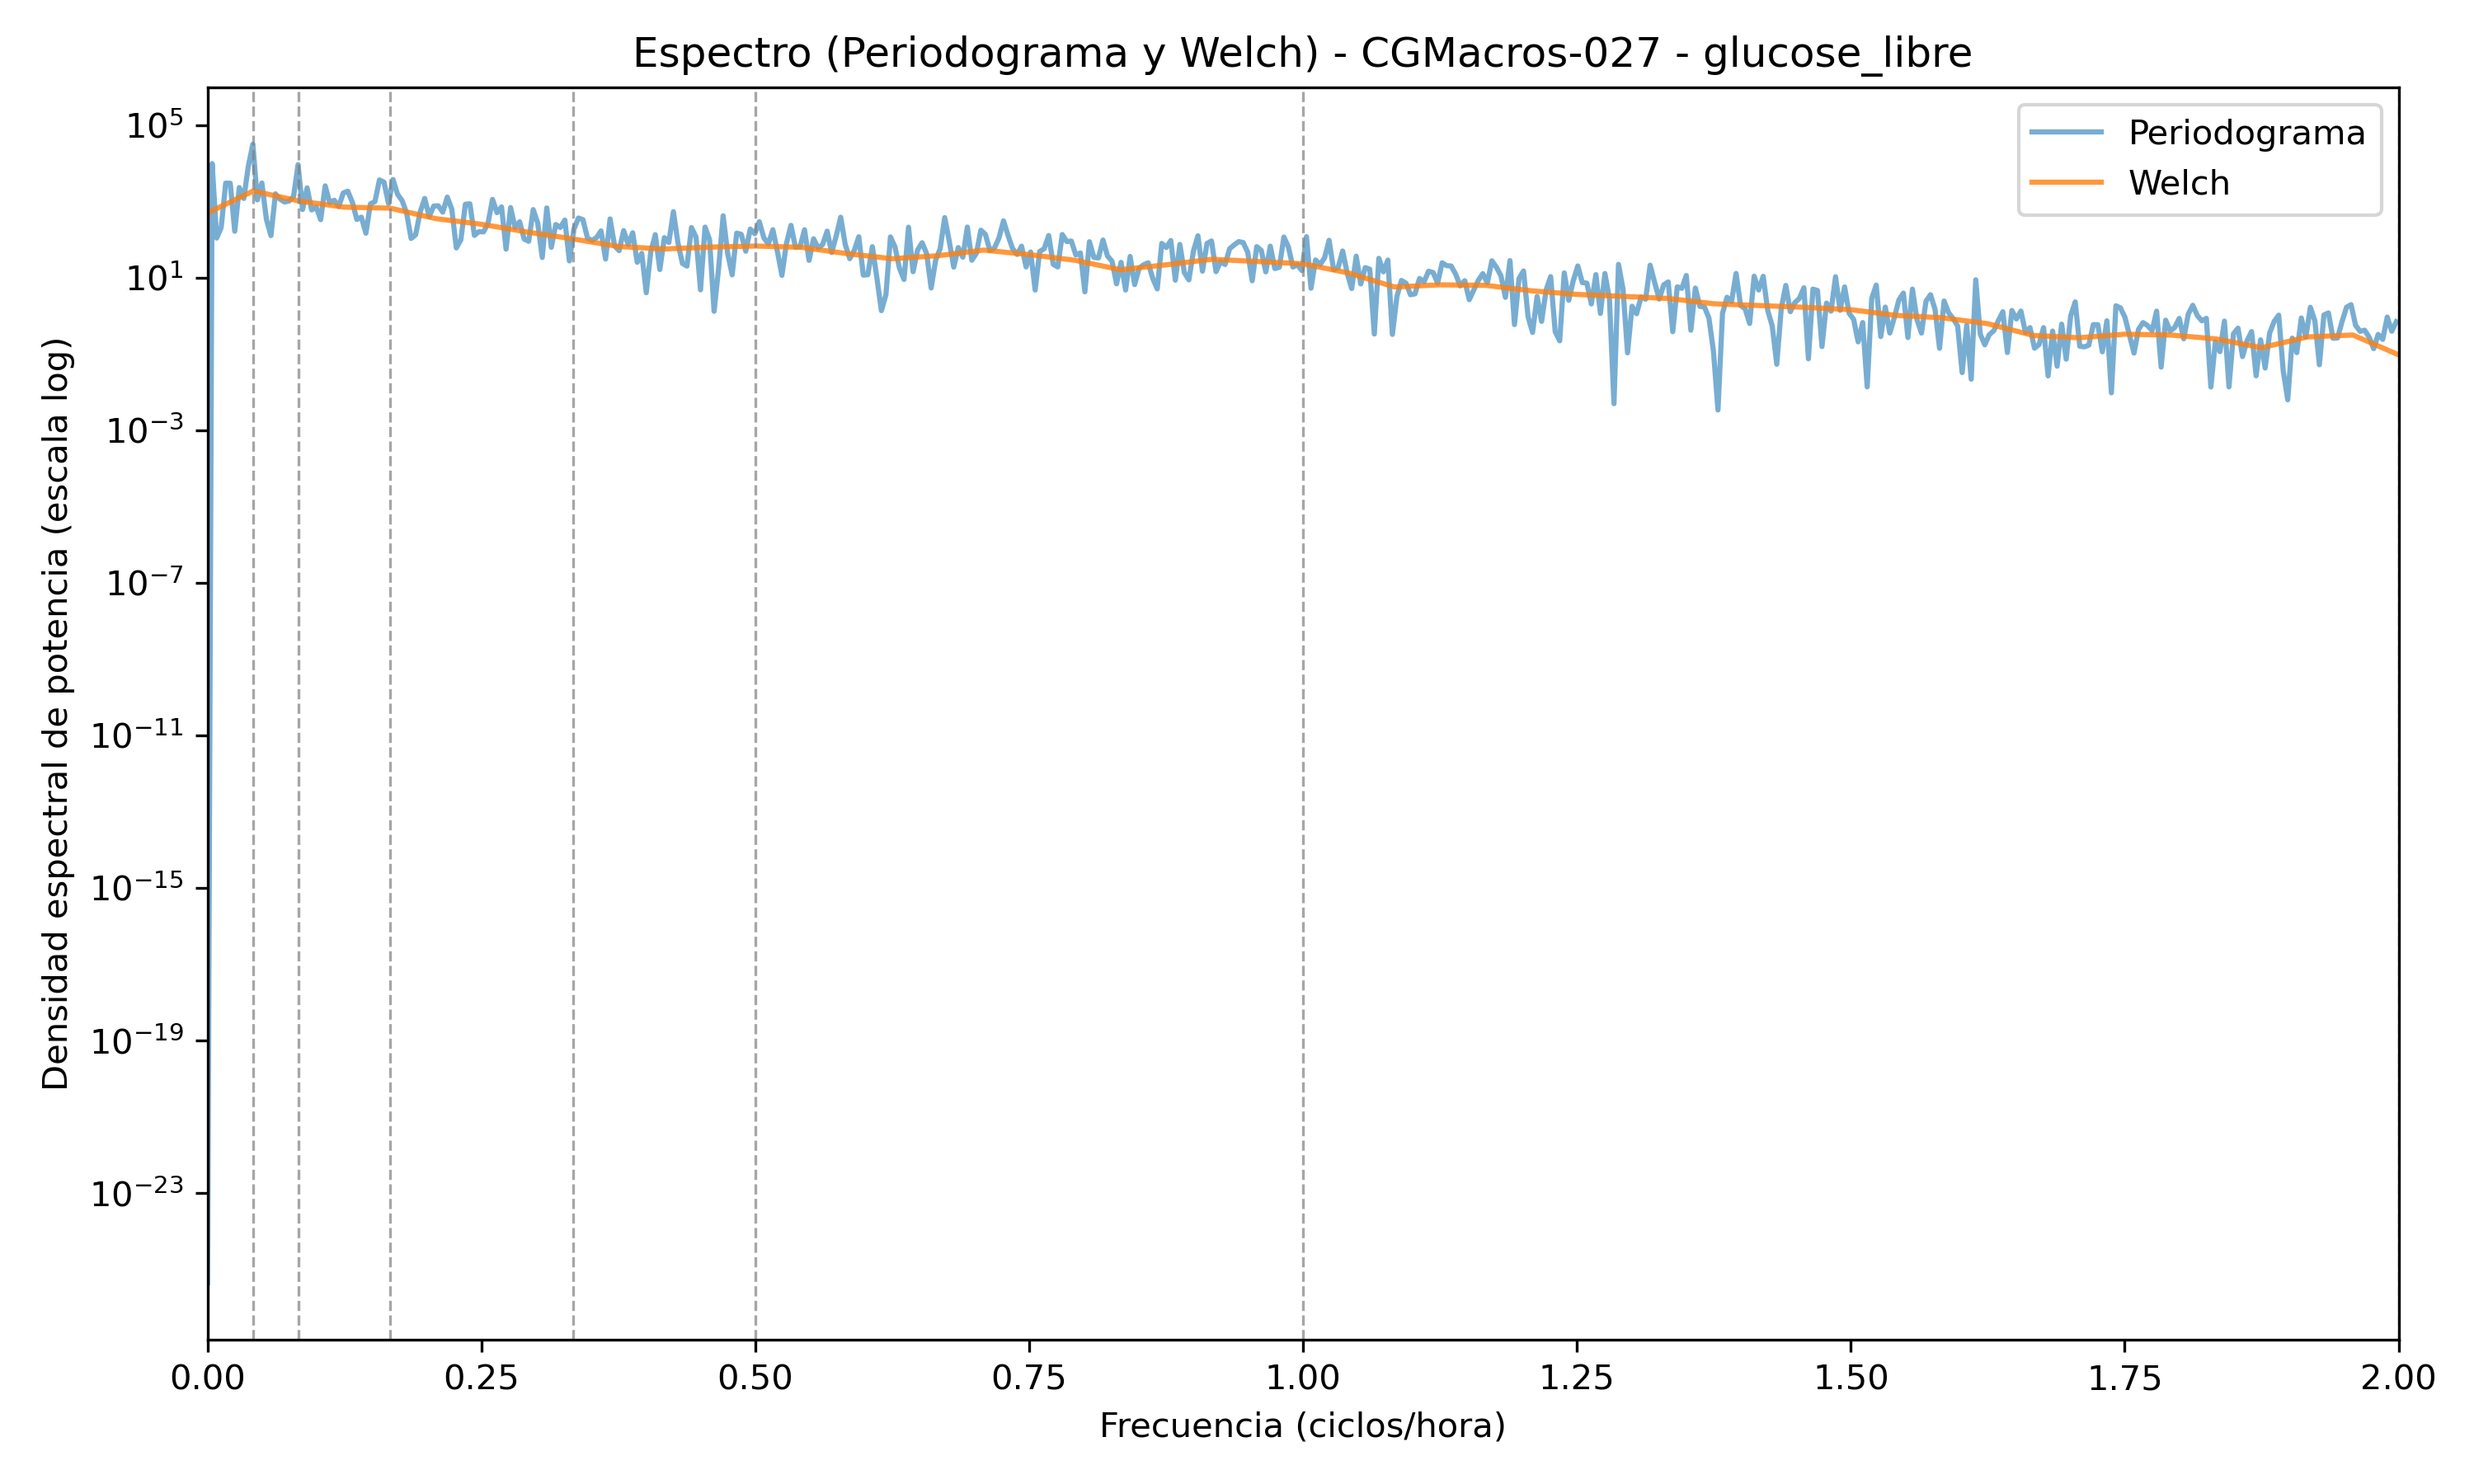 Espectro (Periodograma y Welch) - CGMacros-027 - glucose_libre
Periodograma
Welch
Densidad espectral de potencia (escala log)
10^5
10^1
10^−3
10^−7
10^−11
10^−15
10^−19
10^−23
0.00 0.25 0.50 0.75 1.00 1.25 1.50 1.75 2.00
Frecuencia (ciclos/hora)